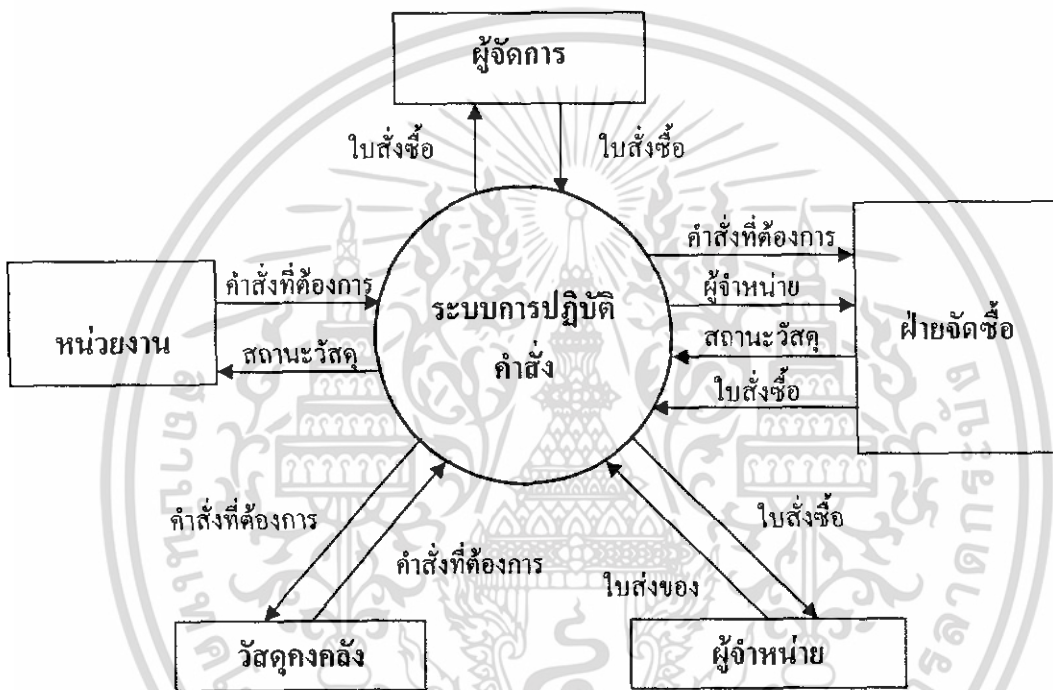 ผู้จัดการ
ใบสั่งซื้อ
ใบสั่งซื้อ
คำสั่งที่ต้องการ
ผู้จำหน่าย
สถานะวัสดุ
ใบสั่งซื้อ
ฝ่ายจัดซื้อ
คำสั่งที่ต้องการ
หน่วยงาน
สถานะวัสดุ
ระบบการปฏิบัติ
คำสั่ง
คำสั่งที่ต้องการ
คำสั่งที่ต้องการ
ใบสั่งซื้อ
ใบส่งของ
วัสดุคงคลัง
ผู้จำหน่าย